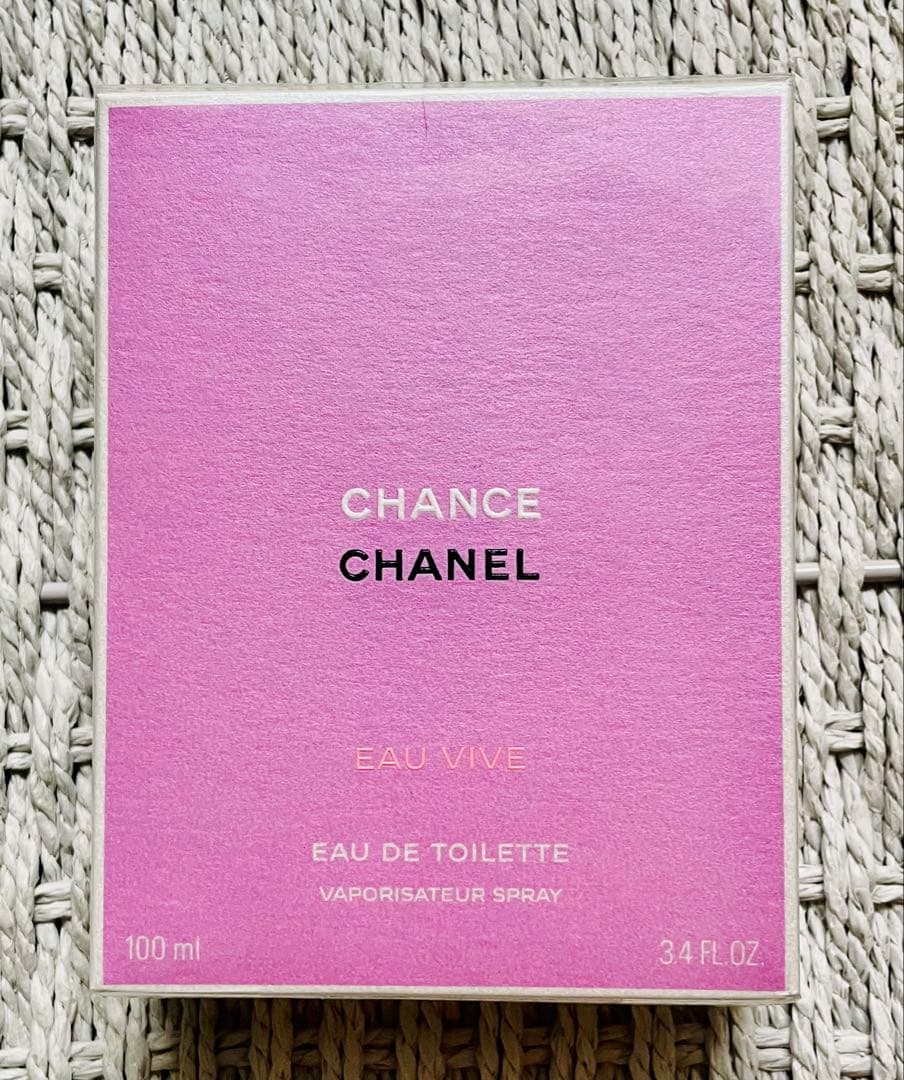 CHANCE
CHANEL
EAU VIVE
EAU DE TOILETTE
VAPORISATEUR SPRAY
100 ml 3.4 FL.OZ.